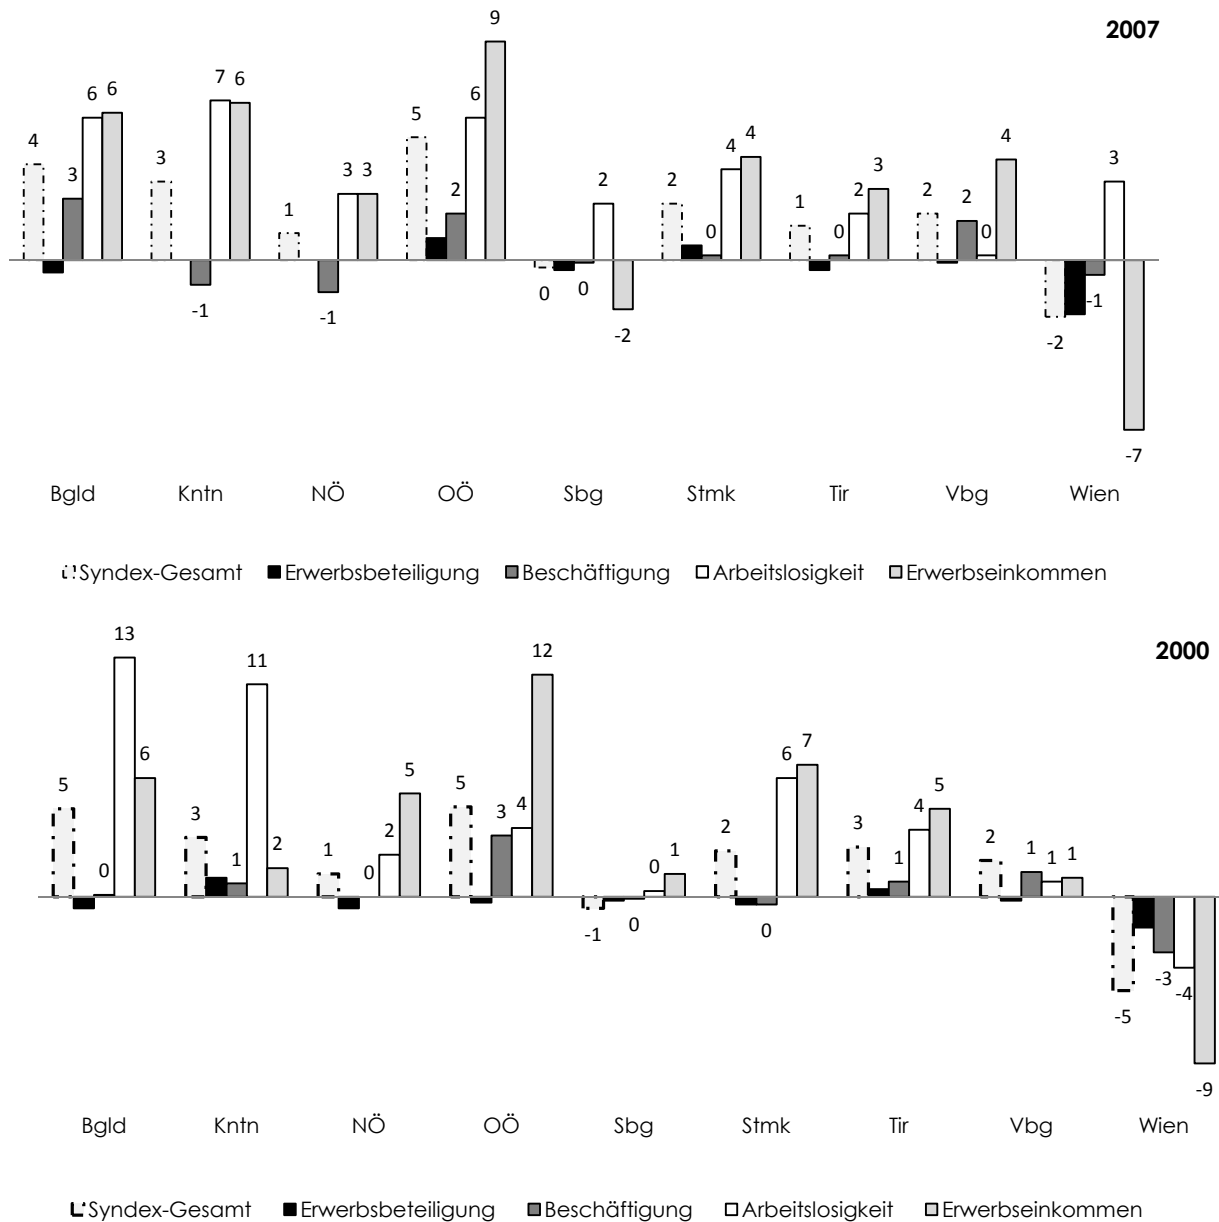 2007
4 3 6 6
3 -1 7 6
1 -1 3 3
5 2 6 9
0 0 2 -2
2 0 4 4
1 0 2 3
2 2 0 4
-2 -1 3 -7
Bgld Kntn NÖ OÖ Sbg Stmk Tir Vbg Wien
Syndex-Gesamt Erwerbsbeteiligung Beschäftigung Arbeitslosigkeit Erwerbseinkommen
2000
5 0 13 6
3 1 11 2
1 0 2 5
5 3 4 12
-1 0 0 1
2 0 6 7
3 1 4 5
2 1 1 1
-5 -3 -4 -9
Bgld Kntn NÖ OÖ Sbg Stmk Tir Vbg Wien
Syndex-Gesamt Erwerbsbeteiligung Beschäftigung Arbeitslosigkeit Erwerbseinkommen